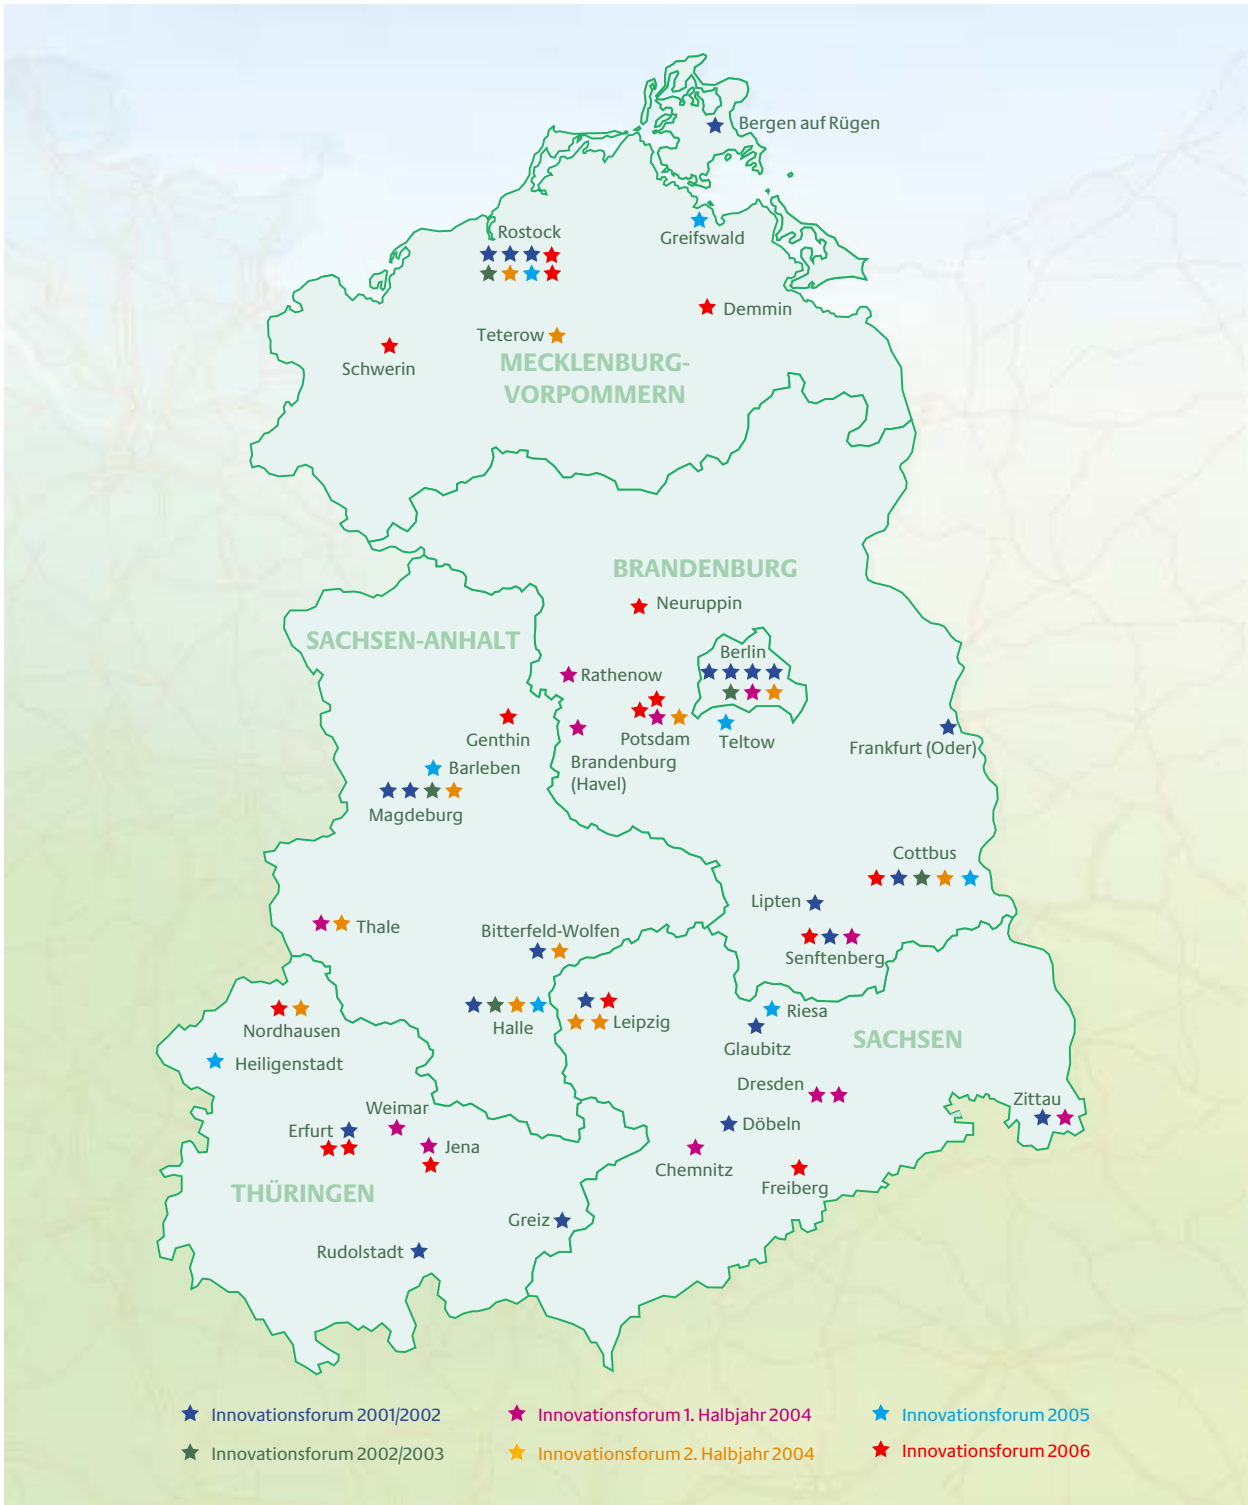 Bergen auf Rügen
Rostock
Greifswald
Demmin
Teterow
Schwerin
MECKLENBURG-
VORPOMMERN
BRANDENBURG
Neuruppin
SACHSEN-ANHALT
Berlin
Rathenow
Genthin
Potsdam
Teltow
Frankfurt (Oder)
Brandenburg
(Havel)
Barleben
Magdeburg
Cottbus
Lipten
Thale
Bitterfeld-Wolfen
Senftenberg
Nordhausen
Halle
Leipzig
Riesa
Glaubitz
SACHSEN
Heiligenstadt
Dresden
Zittau
Weimar
Erfurt
Döbeln
Jena
Chemnitz
Freiberg
THÜRINGEN
Greiz
Rudolstadt
Innovationsforum 2001/2002
Innovationsforum 1. Halbjahr 2004
Innovationsforum 2005
Innovationsforum 2002/2003
Innovationsforum 2. Halbjahr 2004
Innovationsforum 2006